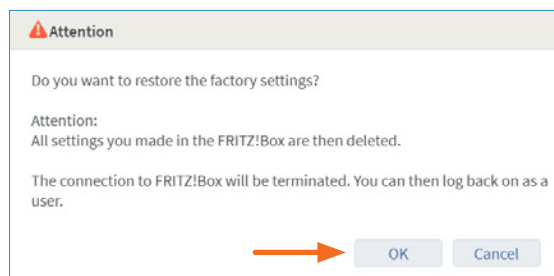 Attention
Do you want to restore the factory settings?
Attention:
All settings you made in the FRITZ!Box are then deleted.
The connection to FRITZ!Box will be terminated. You can then log back on as a
user.
OK Cancel